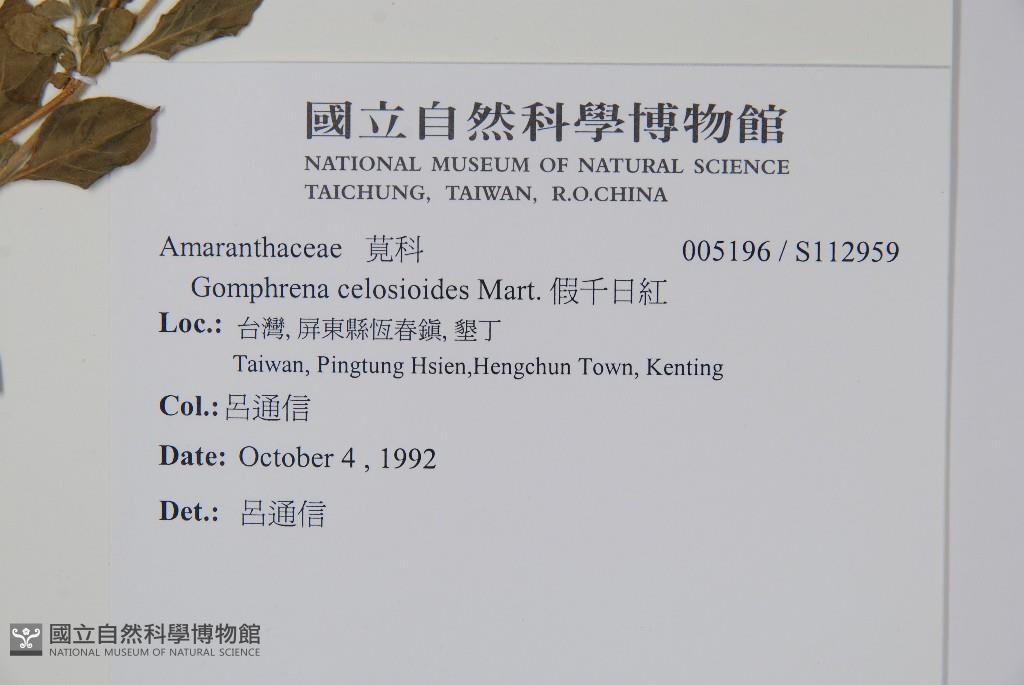 國立自然科學博物館
NATIONAL MUSEUM OF NATURAL SCIENCE
TAICHUNG, TAIWAN, R.O.CHINA
Amaranthaceae 莧科 005196 / S112959
Gomphrena celosioides Mart. 假千日紅
Loc.: 台灣, 屏東縣恆春鎮, 墾丁
Taiwan, Pingtung Hsien,Hengchun Town, Kenting
Col.: 呂通信
Date: October 4 , 1992
Det.: 呂通信
國立自然科學博物館
NATIONAL MUSEUM OF NATURAL SCIENCE